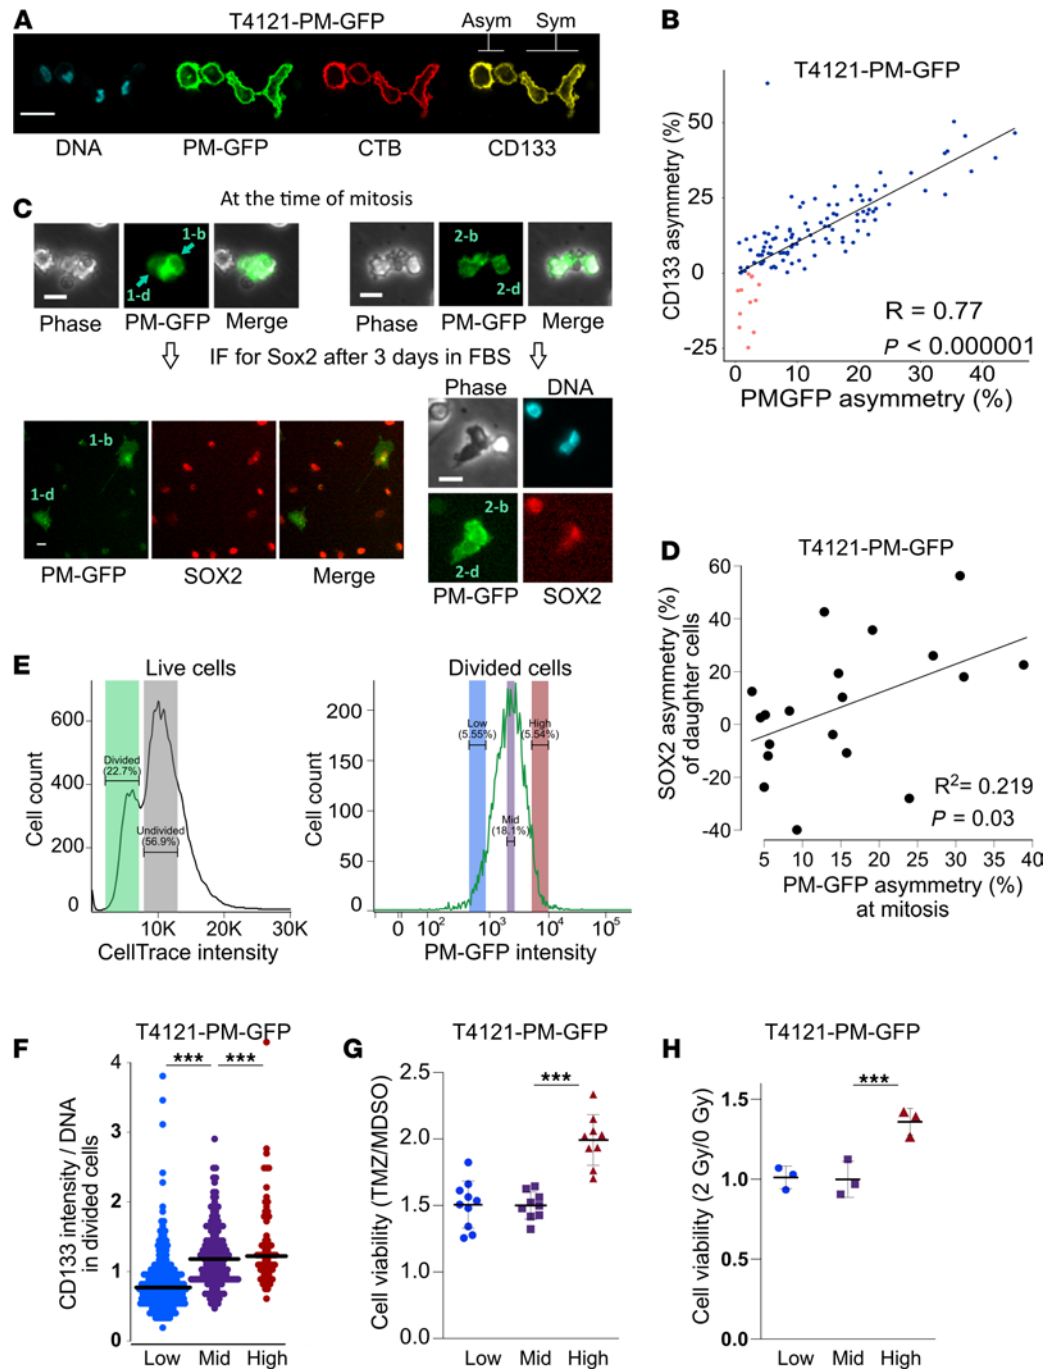 A
T4121-PM-GFP
Asym
Sym
DNA
PM-GFP
CTB
CD133
B
T4121-PM-GFP
CD133 asymmetry (%)
50
25
0
-25
R = 0.77
P < 0.000001
0
10
20
30
40
PMGFP asymmetry (%)
C
At the time of mitosis
1-b
1-d
2-b
2-d
Phase
PM-GFP
Merge
Phase
PM-GFP
Merge
IF for Sox2 after 3 days in FBS
1-b
1-d
PM-GFP
SOX2
Merge
Phase
DNA
2-b
2-d
PM-GFP
SOX2
D
T4121-PM-GFP
SOX2 asymmetry (%)
of daughter cells
60
40
20
0
-20
-40
R2= 0.219
P = 0.03
5
10
15
20
25
30
35
40
PM-GFP asymmetry (%)
at mitosis
E
Live cells
Cell count
600
400
200
0
Divided
(22.7%)
Undivided
(56.9%)
10K
20K
30K
CellTrace intensity
Divided cells
Cell count
200
150
100
50
0
Low
(5.55%)
High
(5.54%)
Mid
(18.1%)
0
10^2
10^3
10^4
10^5
PM-GFP intensity
F
T4121-PM-GFP
CD133 intensity / DNA
in divided cells
4
3
2
1
0
***
***
Low
Mid
High
G
T4121-PM-GFP
Cell viability (TMZ/MDSO)
2.5
2.0
1.5
1.0
0.0
***
Low
Mid
High
H
T4121-PM-GFP
Cell viability (2 Gy/0 Gy)
1.5
1.0
0.0
***
Low
Mid
High